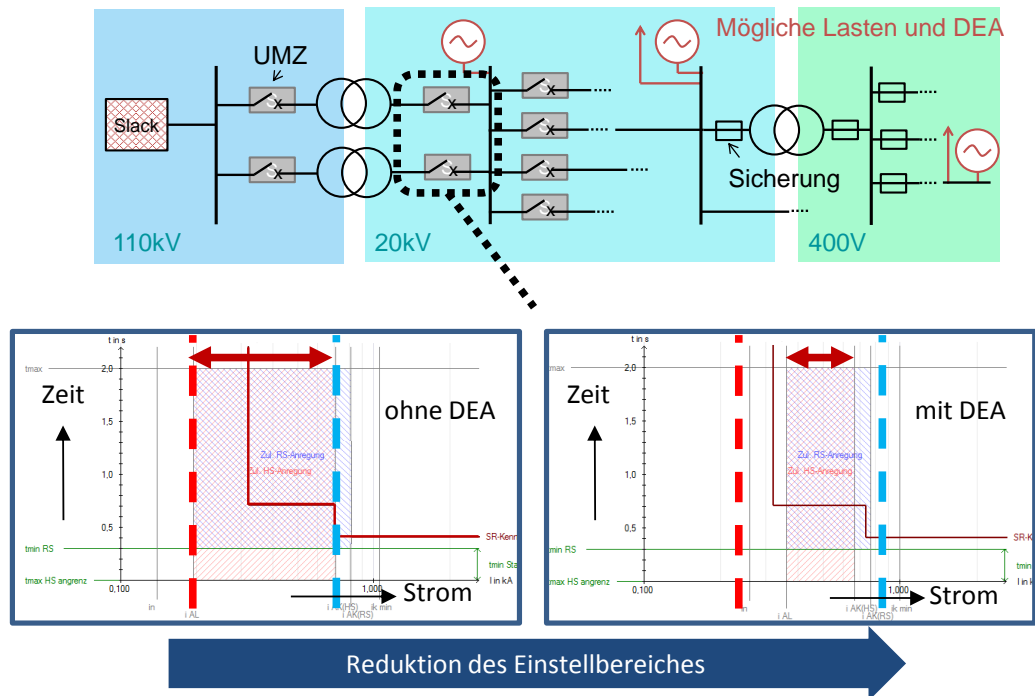 Mögliche Lasten und DEA
UMZ
Slack
Sicherung
110kV
20kV
400V
t in s
tmax
2,0
Zeit
ohne DEA
1,5
Zul. RS-Anregung
Zul. HS-Anregung
1,0
0,5
SR-Kenn
tmin RS
tmin Sta
tmax HS angrenz
I in kA
0,100
1,000
Strom
in
i AL
i AK(HS)
i AK(RS)
ik min
t in s
tmax
2,0
Zeit
mit DEA
1,5
Zul. RS-Anregung
Zul. HS-Anregung
1,0
0,5
SR-K
tmin RS
tmin
tmax HS angrenz
I in k
0,100
1,000
Strom
in
i AL
i AK(HS)
i AK(RS)
ik min
Reduktion des Einstellbereiches